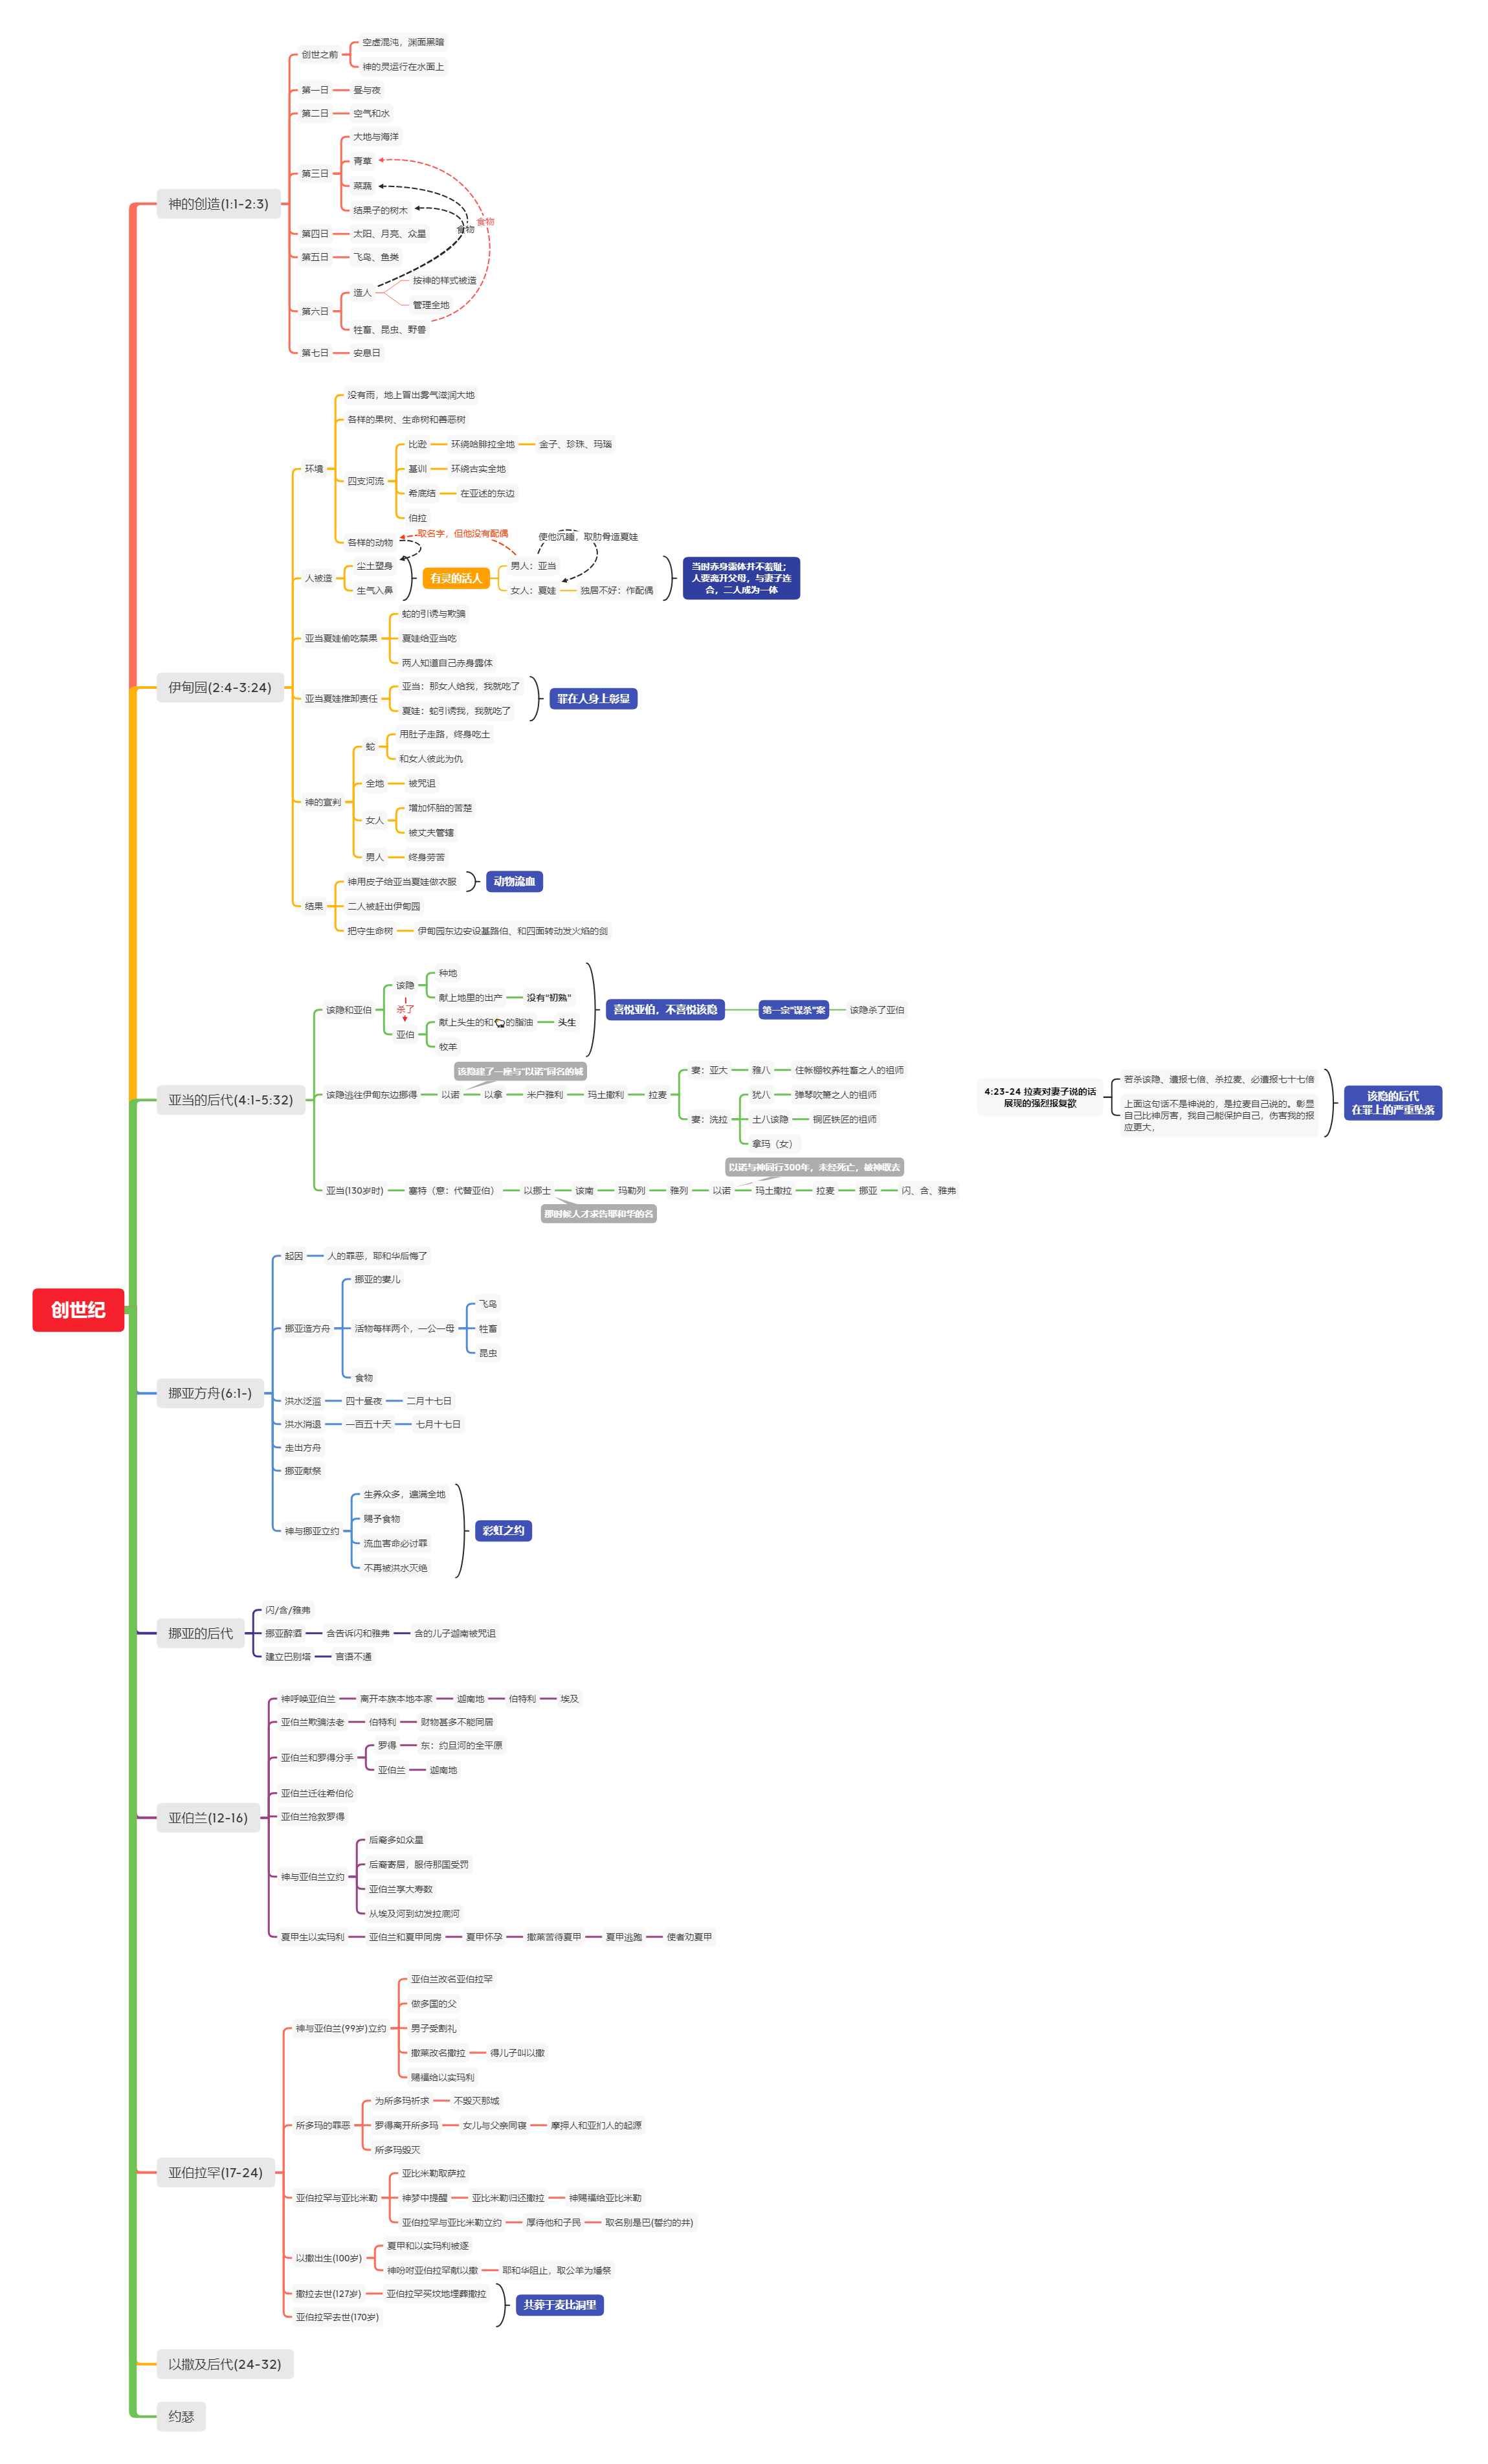 创世纪
神的创造(1:1-2:3)
创世之前
空虚混沌，渊面黑暗
神的灵运行在水面上
第一日
昼与夜
第二日
空气和水
第三日
大地与海洋
青草
菜蔬
结果子的树木
食物
食物
第四日
太阳、月亮、众星
第五日
飞鸟、鱼类
第六日
造人
按神的样式被造
管理全地
牲畜、昆虫、野兽
第七日
安息日
伊甸园(2:4-3:24)
环境
没有雨，地上冒出雾气滋润大地
各样的果树、生命树和善恶树
四支河流
比逊
环绕哈腓拉全地
金子、珍珠、玛瑙
基训
环绕古实全地
希底结
在亚述的东边
伯拉
各样的动物
取名字，但他没有配偶
使他沉睡，取肋骨造夏娃
人被造
尘土塑身
生气入鼻
有灵的活人
男人：亚当
女人：夏娃
独居不好：作配偶
当时赤身露体并不羞耻；
人要离开父母，与妻子连
合，二人成为一体
亚当夏娃偷吃禁果
蛇的引诱与欺骗
夏娃给亚当吃
两人知道自己赤身露体
亚当夏娃推卸责任
亚当：那女人给我，我就吃了
夏娃：蛇引诱我，我就吃了
罪在人身上彰显
神的宣判
蛇
用肚子走路，终身吃土
和女人彼此为仇
全地
被咒诅
女人
增加怀胎的苦楚
被丈夫管辖
男人
终身劳苦
结果
神用皮子给亚当夏娃做衣服
动物流血
二人被赶出伊甸园
把守生命树
伊甸园东边安设基路伯、和四面转动发火焰的剑
亚当的后代(4:1-5:32)
该隐和亚伯
该隐
种地
献上地里的出产
没有"初熟"
杀了
亚伯
献上头生的和🐑的脂油
头生
牧羊
喜悦亚伯，不喜悦该隐
第一宗"谋杀"案
该隐杀了亚伯
该隐建了一座与"以诺"同名的城
该隐逃往伊甸东边挪得
以诺
以拿
米户雅利
玛土撒利
拉麦
妻：亚大
雅八
住帐棚牧养牲畜之人的祖师
妻：洗拉
犹八
弹琴吹箫之人的祖师
土八该隐
铜匠铁匠的祖师
拿玛（女）
4:23-24 拉麦对妻子说的话
展现的强烈报复欲
若杀该隐、遭报七倍、杀拉麦、必遭报七十七倍
上面这句话不是神说的，是拉麦自己说的。彰显
自己比神厉害，我自己能保护自己，伤害我的报
应更大，
该隐的后代
在罪上的严重坠落
以诺与神同行300年，未经死亡，被神取去
亚当(130岁时)
塞特（意：代替亚伯）
以挪士
该南
玛勒列
雅列
以诺
玛土撒拉
拉麦
挪亚
闪、含、雅弗
那时候人才求告耶和华的名
挪亚方舟(6:1-)
起因
人的罪恶，耶和华后悔了
挪亚造方舟
挪亚的妻儿
活物每样两个，一公一母
飞鸟
牲畜
昆虫
食物
洪水泛滥
四十昼夜
二月十七日
洪水消退
一百五十天
七月十七日
走出方舟
挪亚献祭
神与挪亚立约
生养众多，遍满全地
赐予食物
流血害命必讨罪
不再被洪水灭绝
彩虹之约
挪亚的后代
闪/含/雅弗
挪亚醉酒
含告诉闪和雅弗
含的儿子迦南被咒诅
建立巴别塔
言语不通
亚伯兰(12-16)
神呼唤亚伯兰
离开本族本地本家
迦南地
伯特利
埃及
亚伯兰欺骗法老
伯特利
财物甚多不能同居
亚伯兰和罗得分手
罗得
东：约旦河的全平原
亚伯兰
迦南地
亚伯兰迁往希伯伦
亚伯兰抢救罗得
神与亚伯兰立约
后裔多如众星
后裔寄居，服侍那国受罚
亚伯兰享大寿数
从埃及河到幼发拉底河
夏甲生以实玛利
亚伯兰和夏甲同房
夏甲怀孕
撒莱苦待夏甲
夏甲逃跑
使者劝夏甲
亚伯拉罕(17-24)
神与亚伯兰(99岁)立约
亚伯兰改名亚伯拉罕
做多国的父
男子受割礼
撒莱改名撒拉
得儿子叫以撒
赐福给以实玛利
所多玛的罪恶
为所多玛祈求
不毁灭那城
罗得离开所多玛
女儿与父亲同寝
摩押人和亚扪人的起源
所多玛毁灭
亚伯拉罕与亚比米勒
亚比米勒取萨拉
神梦中提醒
亚比米勒归还撒拉
神赐福给亚比米勒
亚伯拉罕与亚比米勒立约
厚待他和子民
取名别是巴(誓约的井)
以撒出生(100岁)
夏甲和以实玛利被逐
神吩咐亚伯拉罕献以撒
耶和华阻止，取公羊为燔祭
撒拉去世(127岁)
亚伯拉罕买坟地埋葬撒拉
亚伯拉罕去世(170岁)
共葬于麦比洞里
以撒及后代(24-32)
约瑟